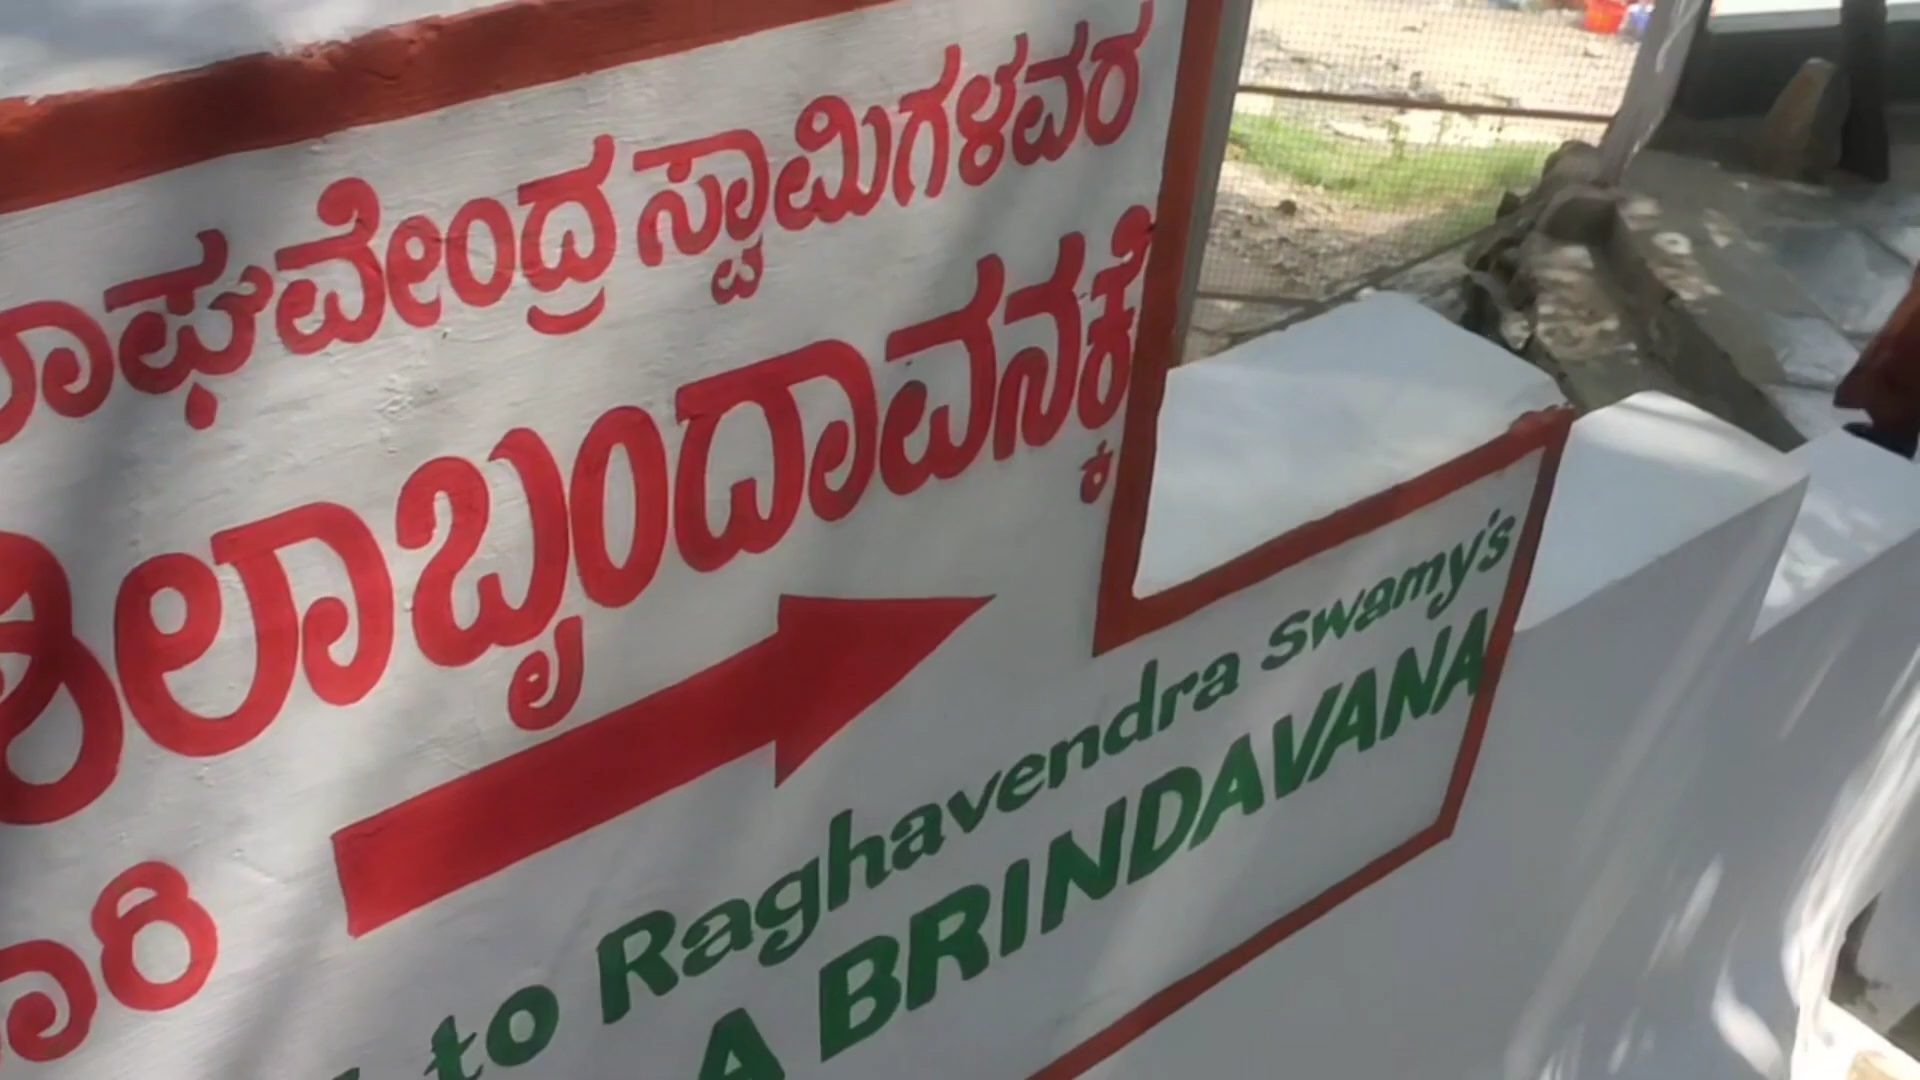 ರಾಘವೇಂದ್ರ ಸ್ವಾಮಿಗಳವರ
ಶಿಲಾಬೃಂದಾವನಕ್ಕೆ
to Raghavendra Swamy's
A BRINDAVANA